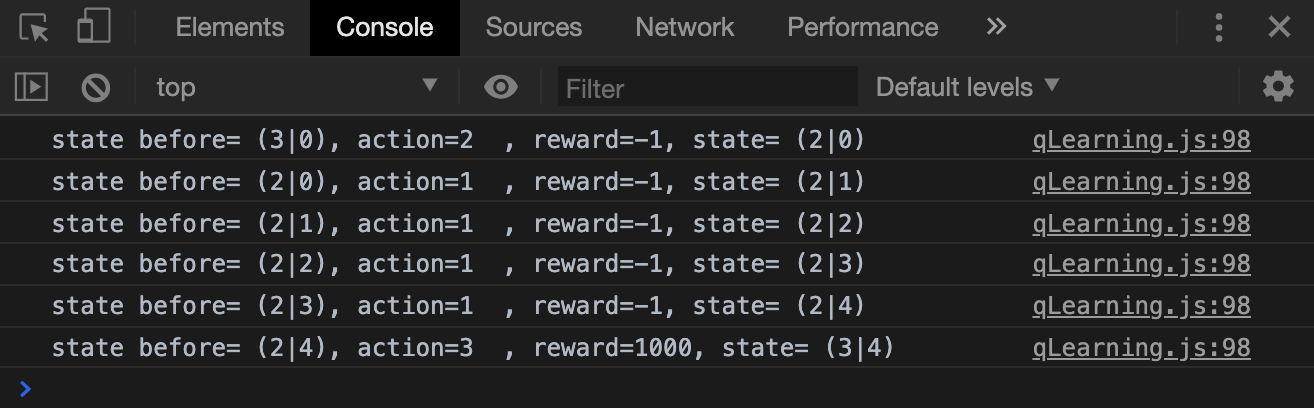 Elements Console Sources Network Performance »
top Filter Default levels
state before= (3|0), action=2  , reward=-1, state= (2|0) qLearning.js:98
state before= (2|0), action=1  , reward=-1, state= (2|1) qLearning.js:98
state before= (2|1), action=1  , reward=-1, state= (2|2) qLearning.js:98
state before= (2|2), action=1  , reward=-1, state= (2|3) qLearning.js:98
state before= (2|3), action=1  , reward=-1, state= (2|4) qLearning.js:98
state before= (2|4), action=3  , reward=1000, state= (3|4) qLearning.js:98